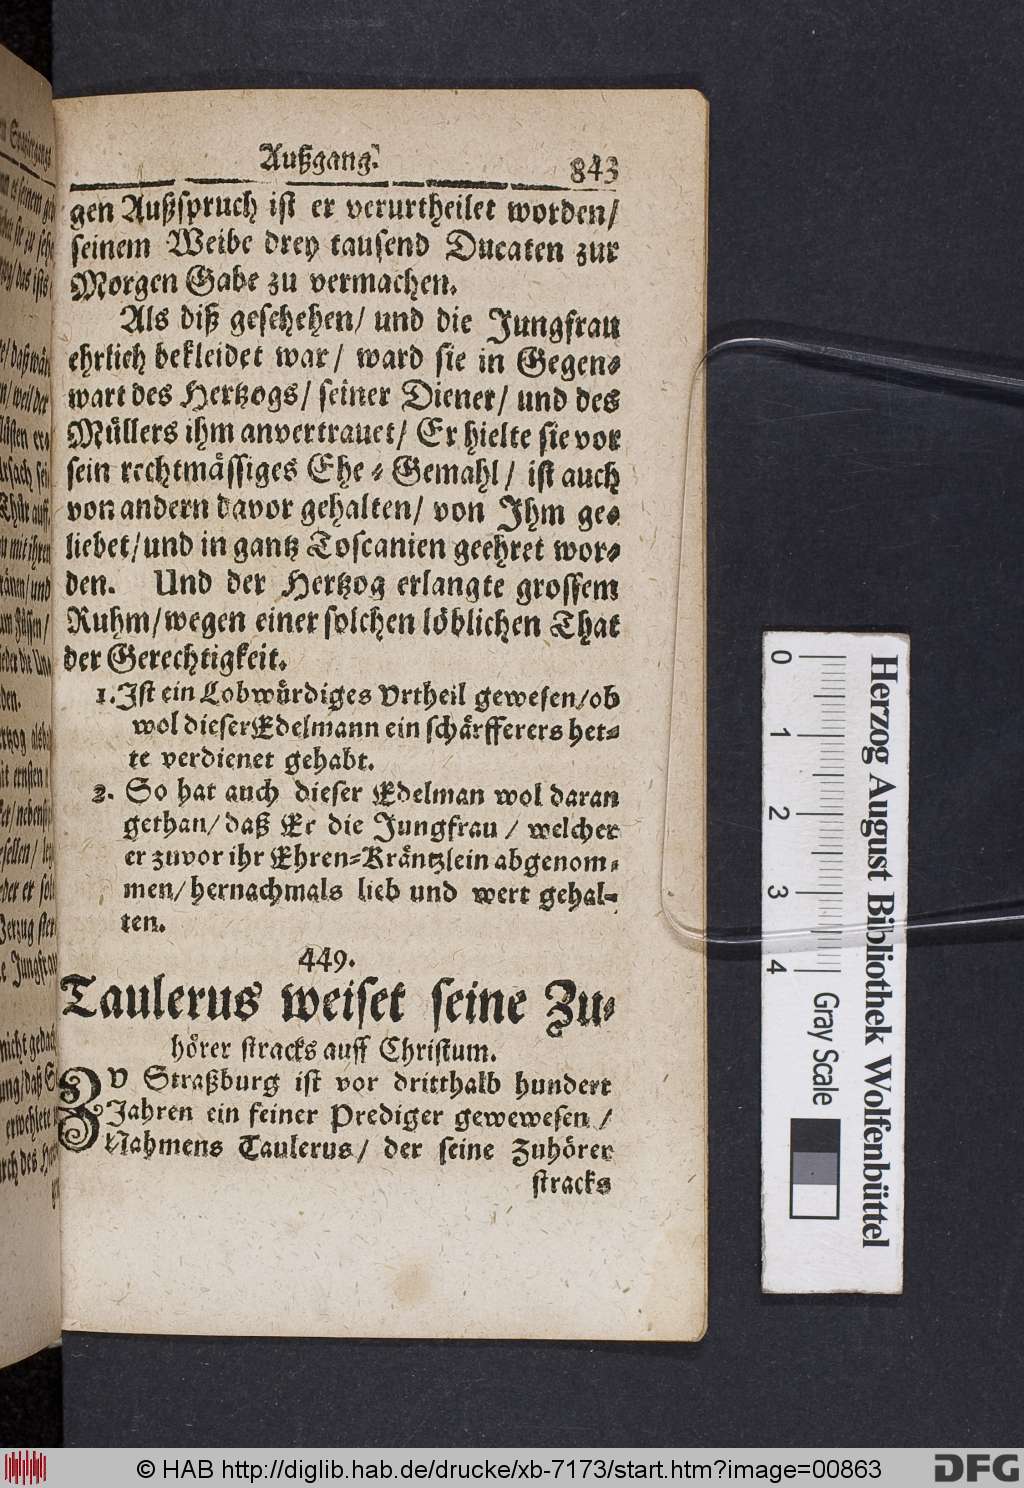 Außgang. 843
gen Außspruch ist er verurtheilet worden/
seinem Weibe drey tausend Ducaten zur
Morgen Gabe zu vermachen.
Als diß geschehen/ und die Jungfrau
ehrlich bekleidet war/ ward sie in Gegen-
wart des Hertzogs/ seiner Diener/ und des
Müllers ihm anvertrauet/ Er hielte sie vor
sein rechtmässiges Ehe-Gemahl/ ist auch
von andern davor gehalten/ von Ihm ge-
liebet/ und in gantz Toscanien geehret wor-
den. Und der Hertzog erlangte grossem
Ruhm/ wegen einer solchen löblichen That
der Gerechtigkeit.
1. Ist ein Lobwürdiges Vrtheil gewesen/ ob
wol dieser Edelmann ein schärfferers het-
te verdienet gehabt.
2. So hat auch dieser Edelman wol daran
gethan/ daß Er die Jungfrau / welcher
er zuvor ihr Ehren-Kräntzlein abgenom-
men/ hernachmals lieb und wert gehal-
ten.
449.
Taulerus weiset seine Zu-
hörer stracks auff Christum.
ZV Straßburg ist vor dritthalb hundert
Jahren ein feiner Prediger gewewesen /
Nahmens Taulerus/ der seine Zuhörer
stracks
0 1 2 3 4 Gray Scale
Herzog August Bibliothek Wolfenbüttel
© HAB http://diglib.hab.de/drucke/xb-7173/start.htm?image=00863
DFG